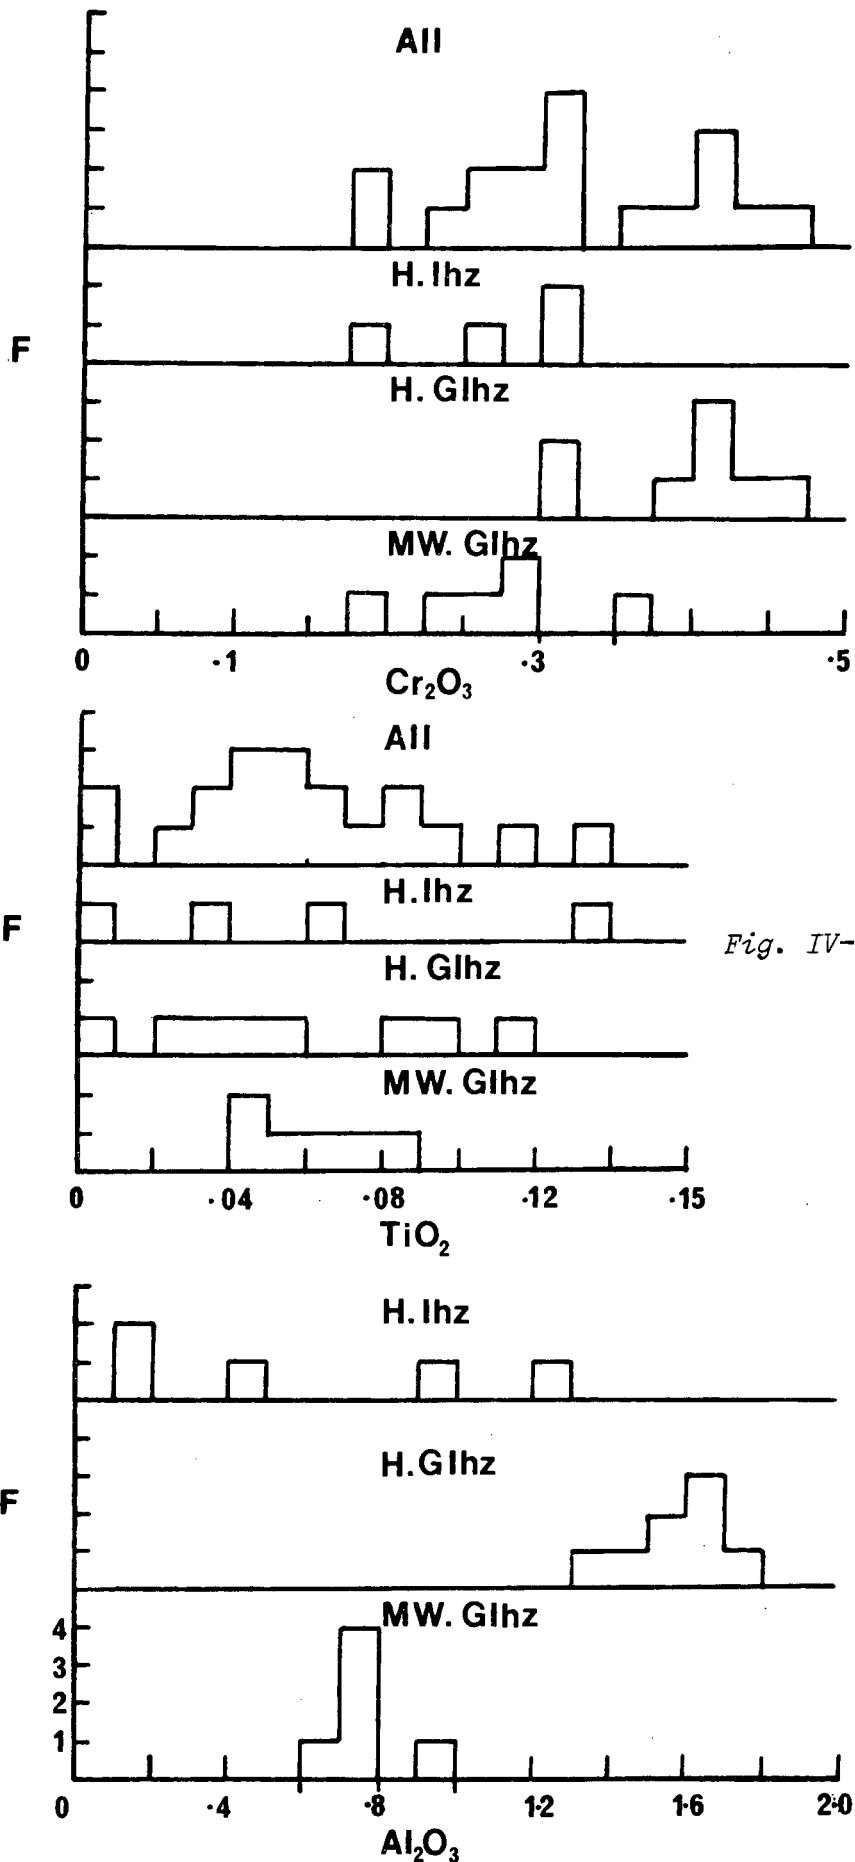 All
H. lhz
F
H. Glhz
MW. Glhz
0 ·1 ·3 ·5
Cr₂O₃
All
H. lhz
F
Fig. IV-
H. Glhz
MW. Glhz
0 ·04 ·08 ·12 ·15
TiO₂
H. lhz
H. Glhz
F
MW. Glhz
4
3
2
1
0 ·4 ·8 1·2 1·6 2·0
Al₂O₃